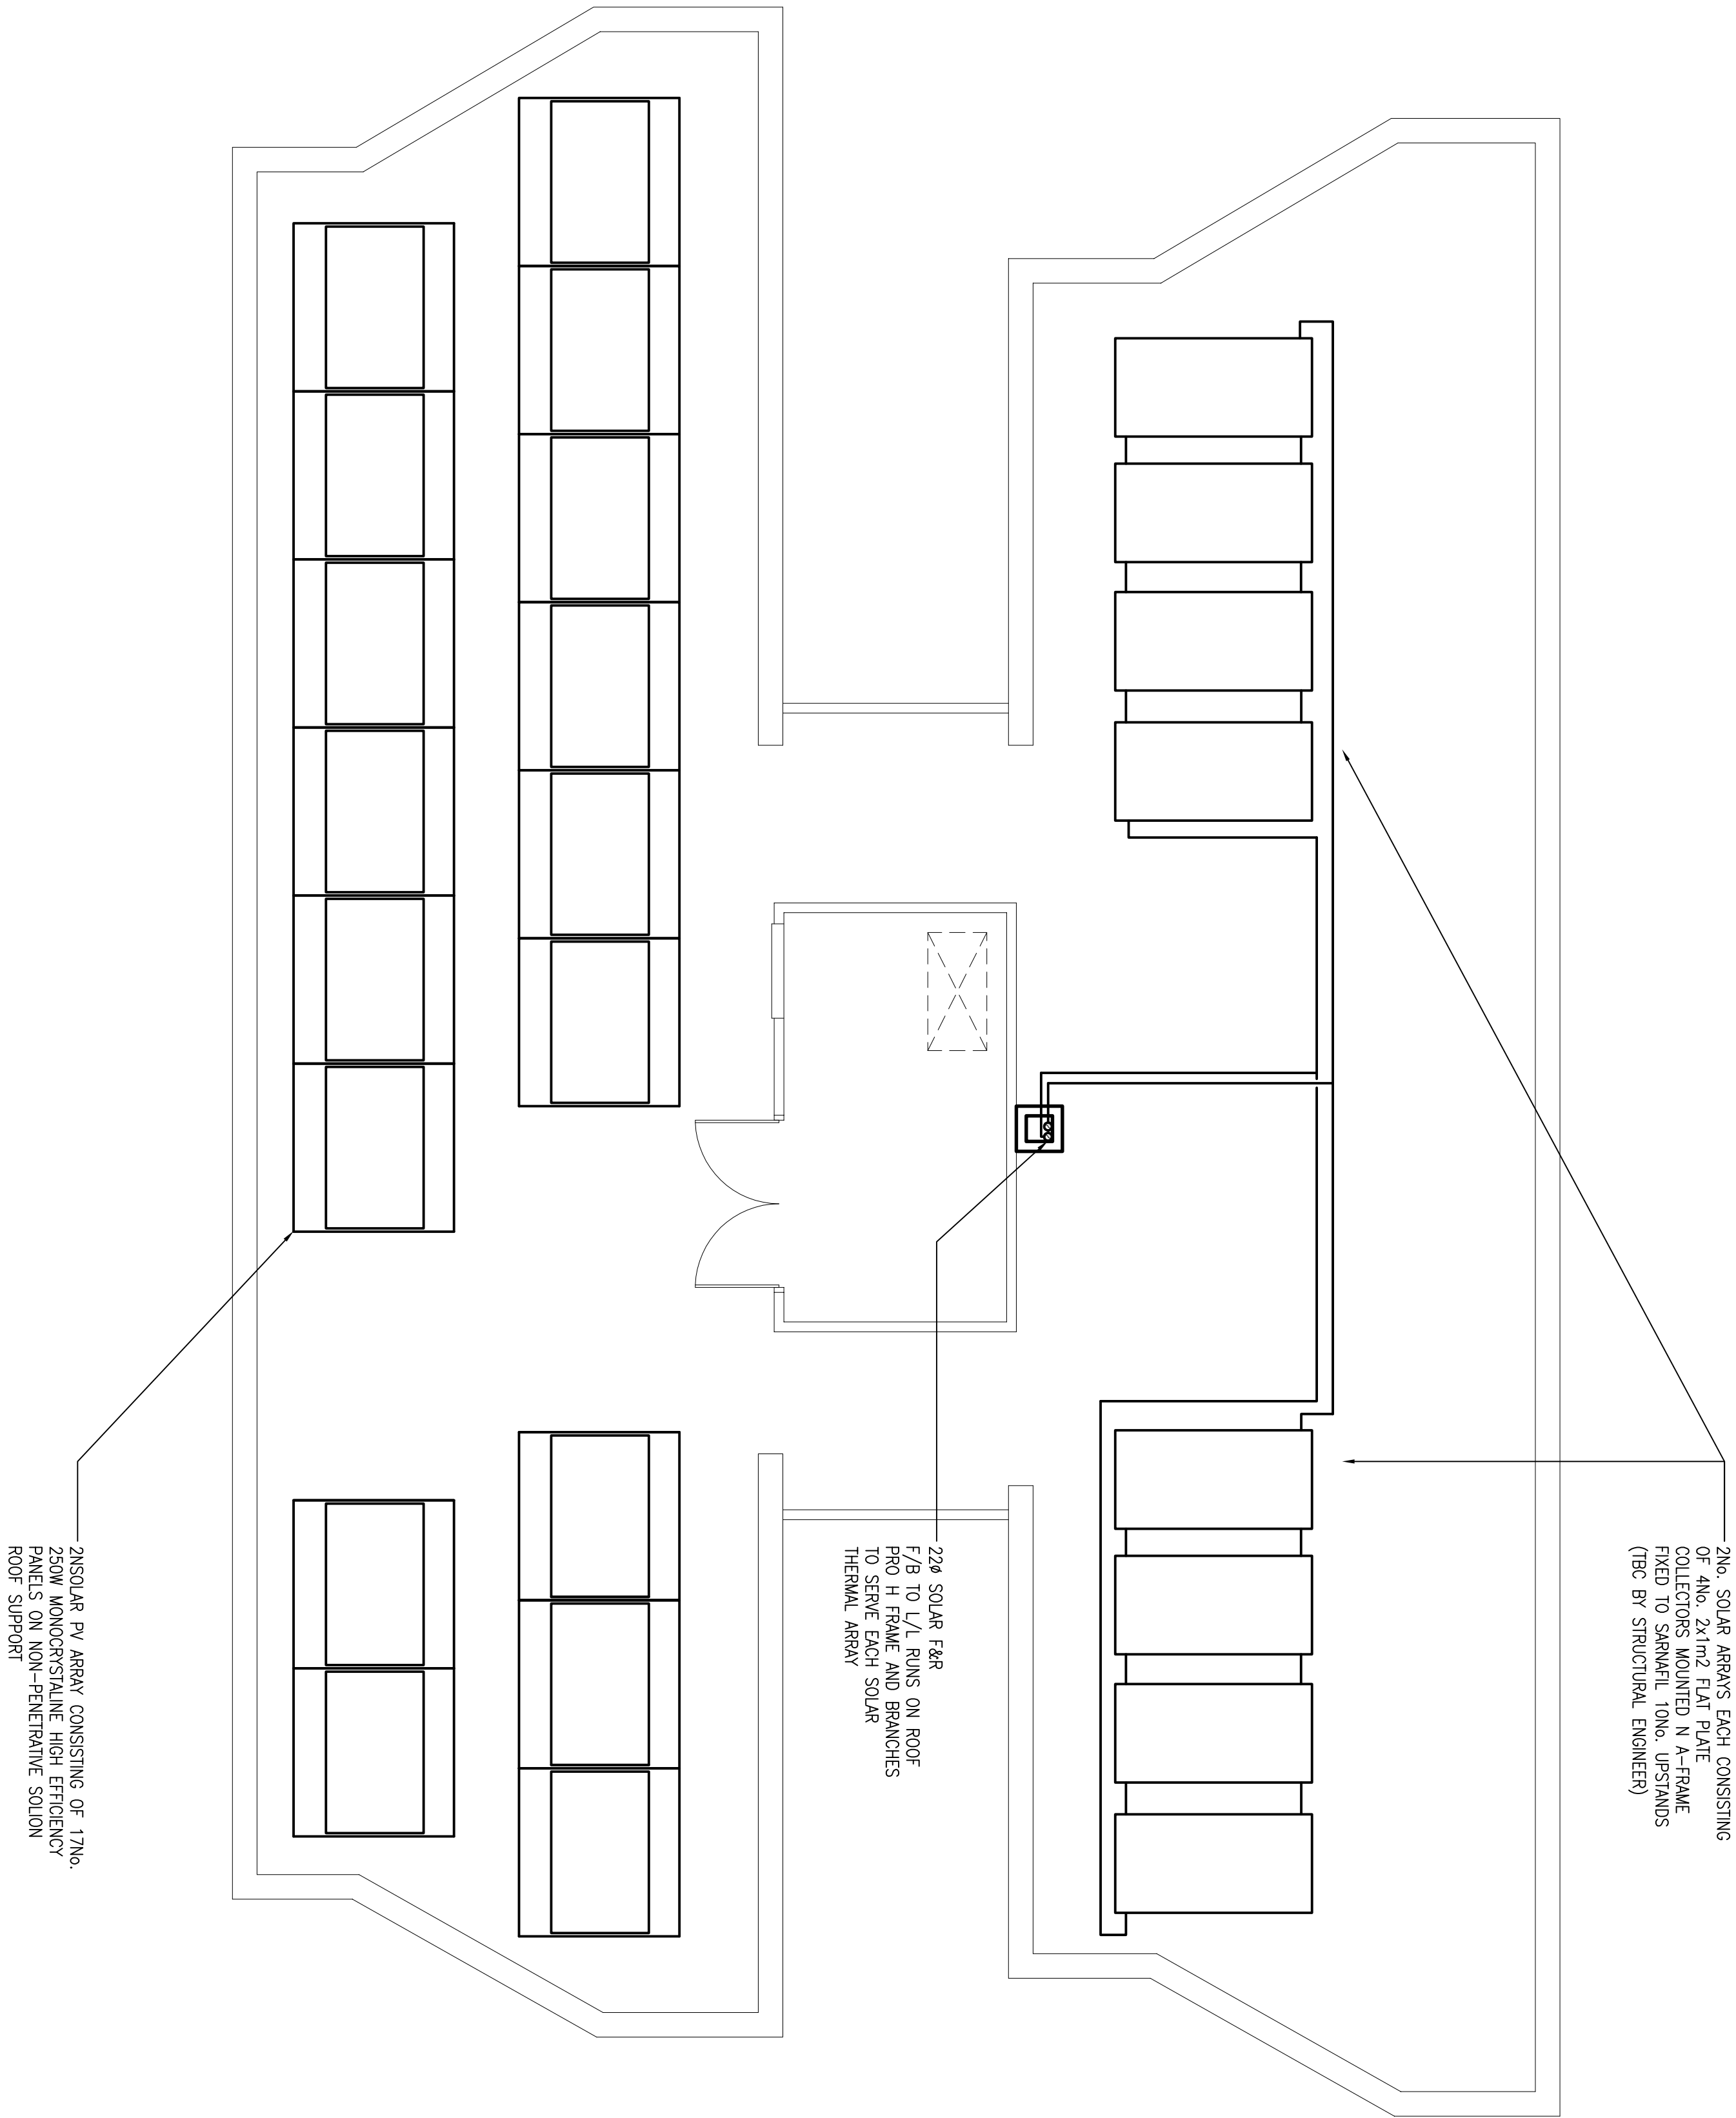 2No. SOLAR ARRAYS EACH CONSISTING
OF 4No. 2x1m2 FLAT PLATE
COLLECTORS MOUNTED N A-FRAME
FIXED TO SARNAFIL 10No. UPSTANDS
(TBC BY STRUCTURAL ENGINEER)
22ø SOLAR F&R
F/B TO L/L RUNS ON ROOF
PRO H FRAME AND BRANCHES
TO SERVE EACH SOLAR
THERMAL ARRAY
2NSOLAR PV ARRAY CONSISTING OF 17No.
250W MONOCRYSTALINE HIGH EFFICIENCY
PANELS ON NON-PENETRATIVE SOLION
ROOF SUPPORT